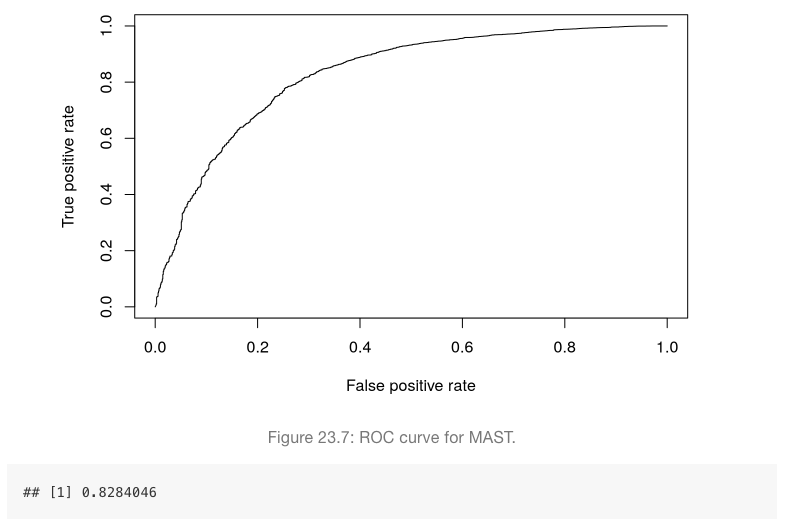 1.0
0.8
0.6
0.4
0.2
0.0
True positive rate
0.0 0.2 0.4 0.6 0.8 1.0
False positive rate
Figure 23.7: ROC curve for MAST.
## [1] 0.8284046